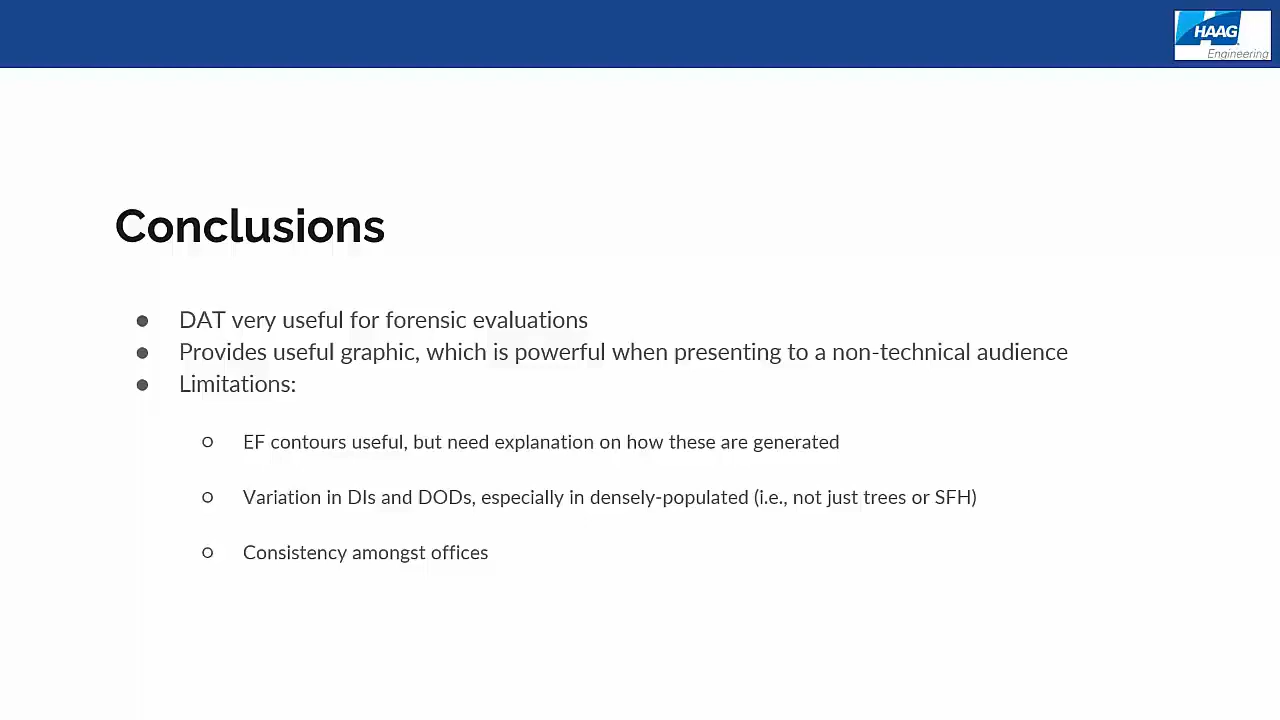 HAAG
Engineering
Conclusions
● DAT very useful for forensic evaluations
● Provides useful graphic, which is powerful when presenting to a non-technical audience
● Limitations:
○ EF contours useful, but need explanation on how these are generated
○ Variation in DIs and DODs, especially in densely-populated (i.e., not just trees or SFH)
○ Consistency amongst offices